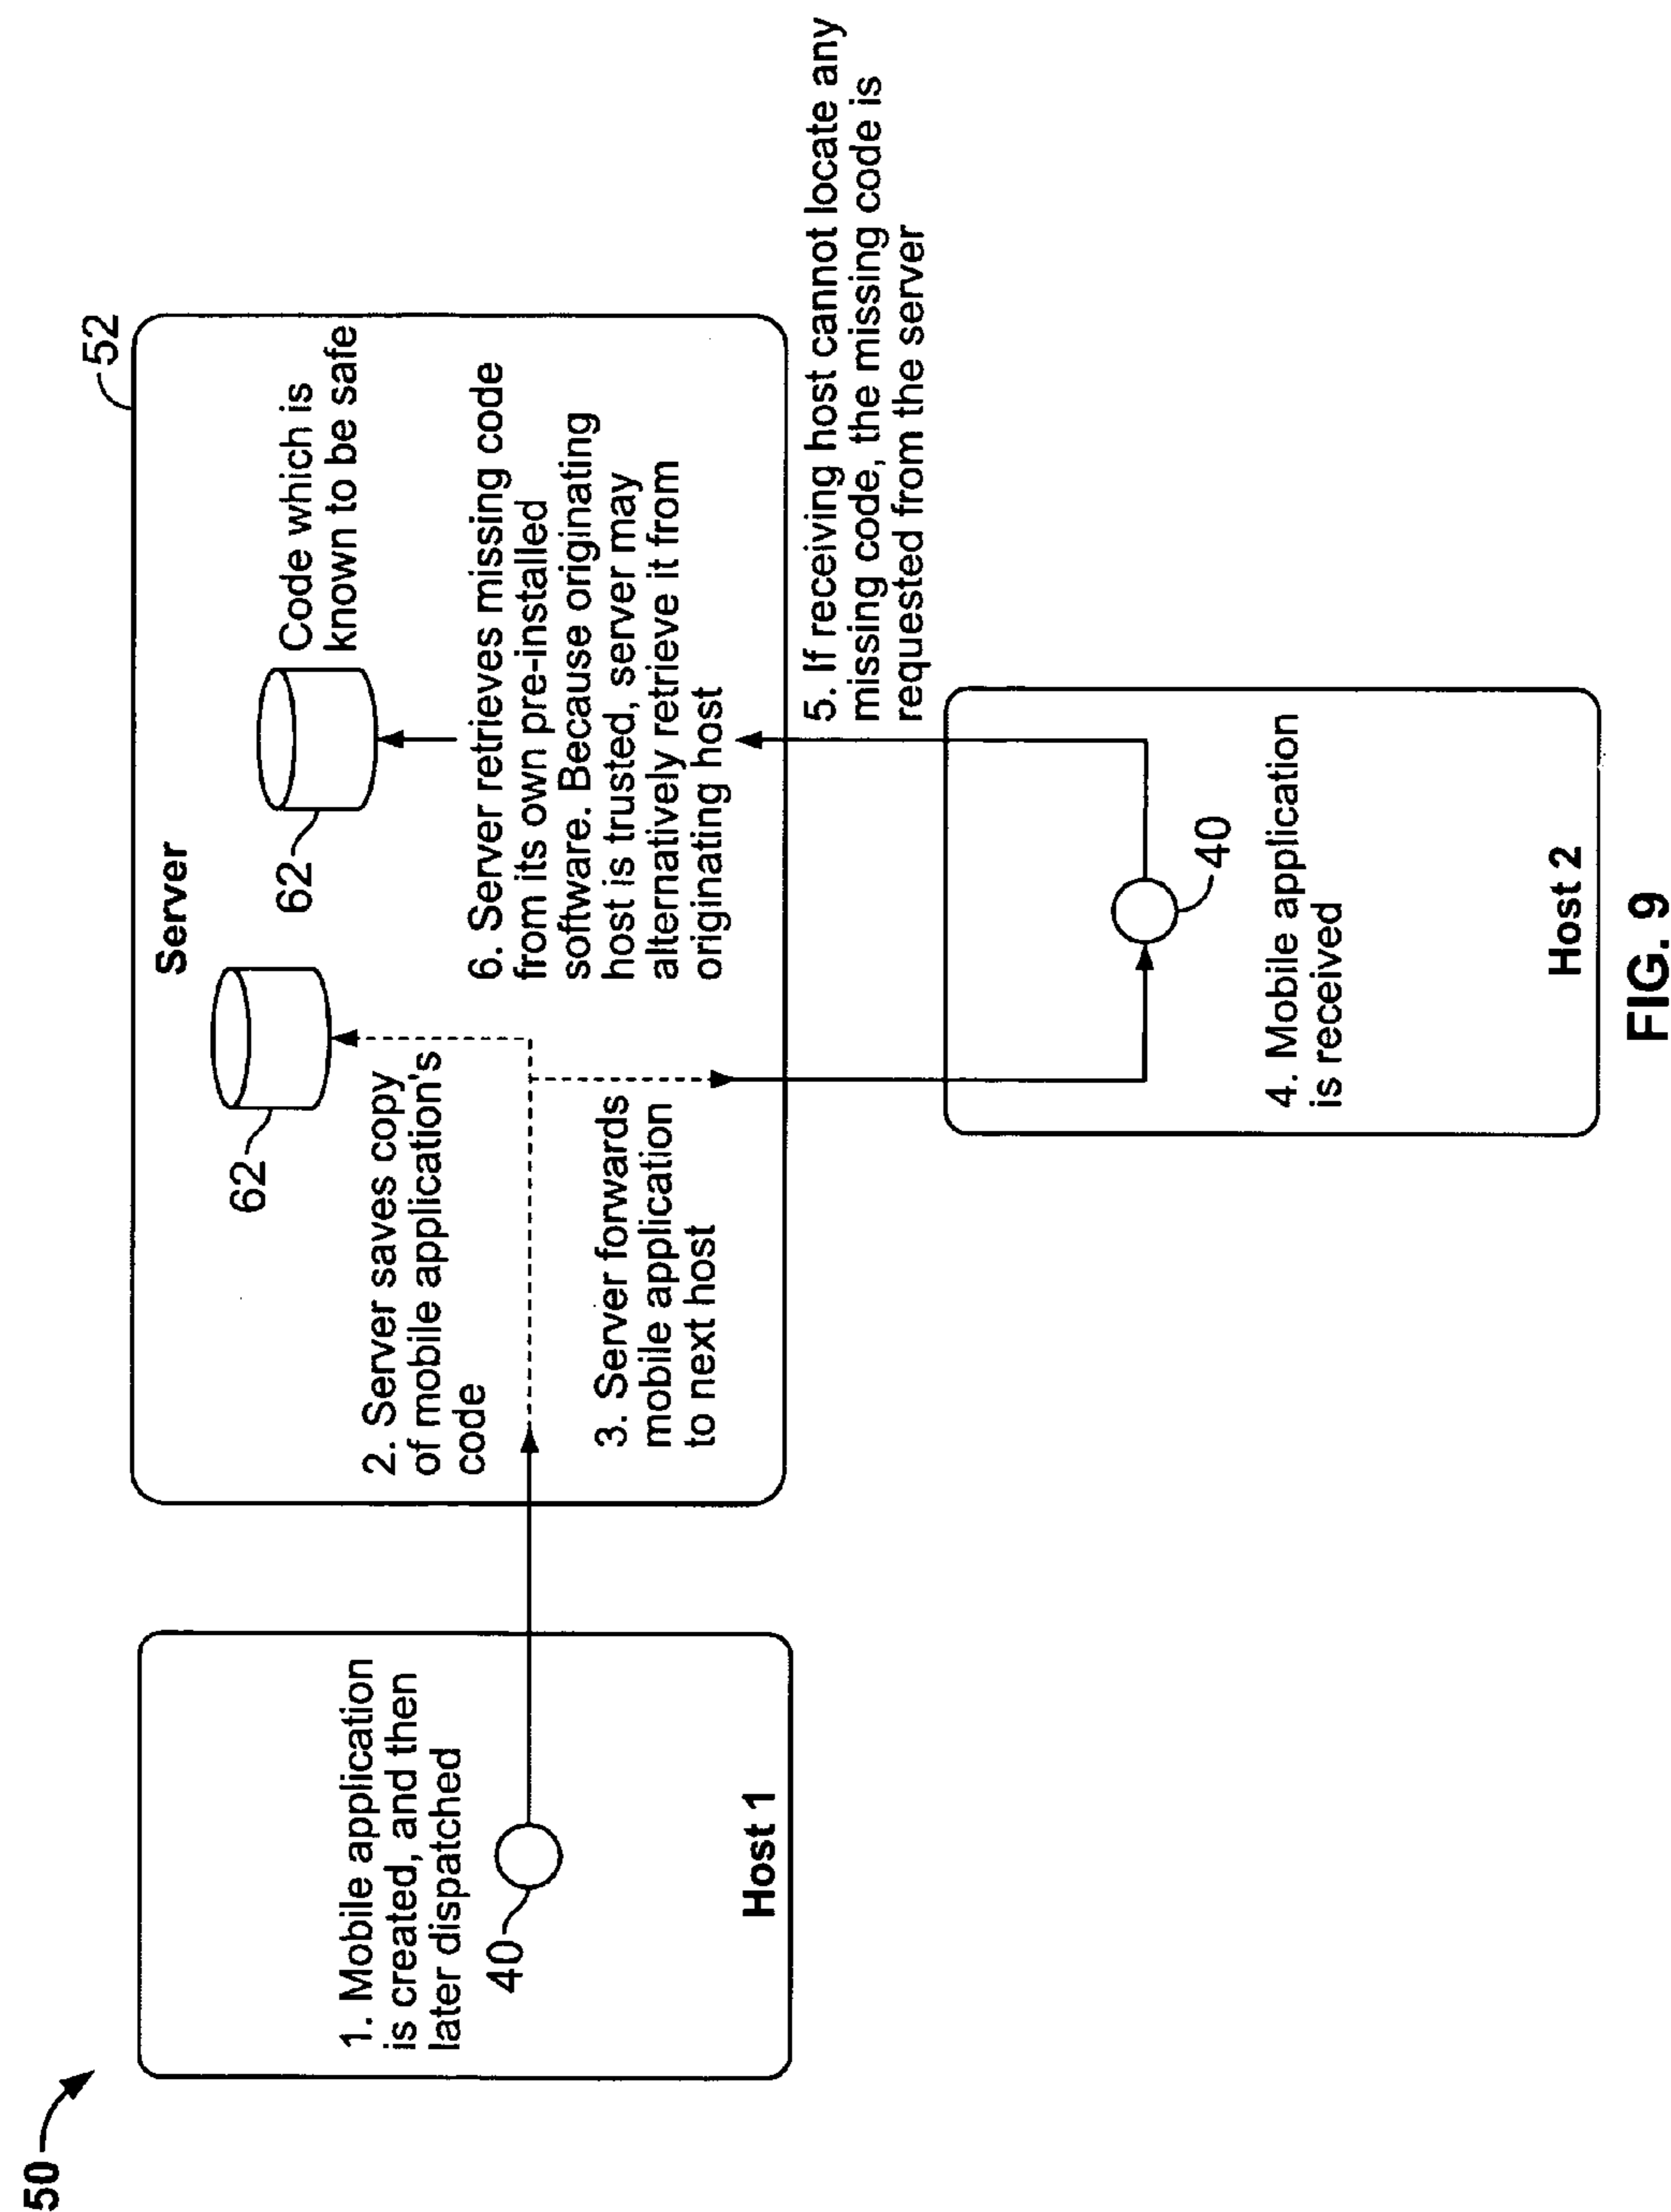 50
1. Mobile application
is created, and then
later dispatched
40
Host 1
52
Server
62
2. Server saves copy
of mobile application's
code
3. Server forwards
mobile application
to next host
62
Code which is
known to be safe
6. Server retrieves missing code
from its own pre-installed
software. Because originating
host is trusted, server may
alternatively retrieve it from
originating host
5. If receiving host cannot locate any
missing code, the missing code is
requested from the server
40
4. Mobile application
is received
Host 2
FIG. 9